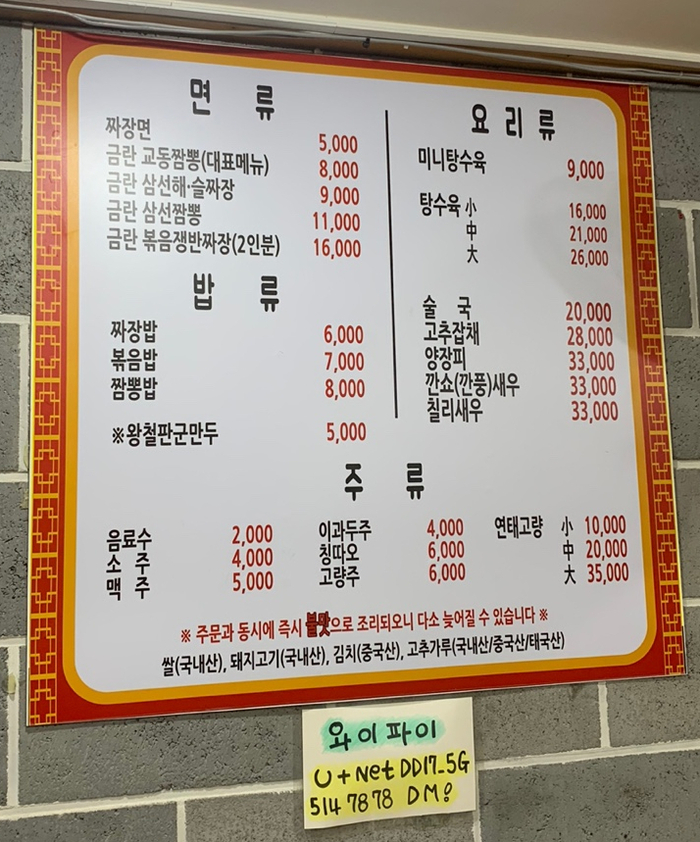 면 류
짜장면 5,000
금란 교동짬뽕(대표메뉴) 8,000
금란 삼선해·슬짜장 9,000
금란 삼선짬뽕 11,000
금란 볶음쟁반짜장(2인분) 16,000
밥 류
짜장밥 6,000
볶음밥 7,000
짬뽕밥 8,000
※왕철판군만두 5,000
요 리 류
미니탕수육 9,000
탕수육 小 16,000
中 21,000
大 26,000
술 국 20,000
고추잡채 28,000
양장피 33,000
깐쇼(깐풍)새우 33,000
칠리새우 33,000
주 류
음료수 2,000
소 주 4,000
맥 주 5,000
이과두주 4,000
칭따오 6,000
고량주 6,000
연태고량 小 10,000
中 20,000
大 35,000
※ 주문과 동시에 즉시 불맛으로 조리되오니 다소 늦어질 수 있습니다 ※
쌀(국내산), 돼지고기(국내산), 김치(중국산), 고추가루(국내산/중국산/태국산)
와이파이
U+Net DD17_5G
514 7878 DM?